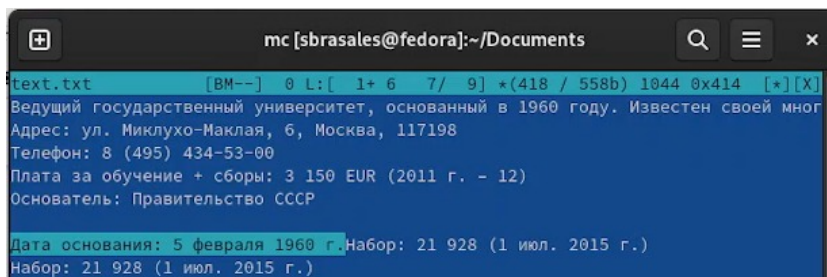 mc [sbrasales@fedora]:~/Documents
text.txt [BM--] 0 L:[ 1+ 6 7/ 9] *(418 / 558b) 1044 0x414 [*][X]
Ведущий государственный университет, основанный в 1960 году. Известен своей мног
Адрес: ул. Миклухо-Маклая, 6, Москва, 117198
Телефон: 8 (495) 434-53-00
Плата за обучение + сборы: 3 150 EUR (2011 г. – 12)
Основатель: Правительство СССР
Дата основания: 5 февраля 1960 г.Набор: 21 928 (1 июл. 2015 г.)
Набор: 21 928 (1 июл. 2015 г.)